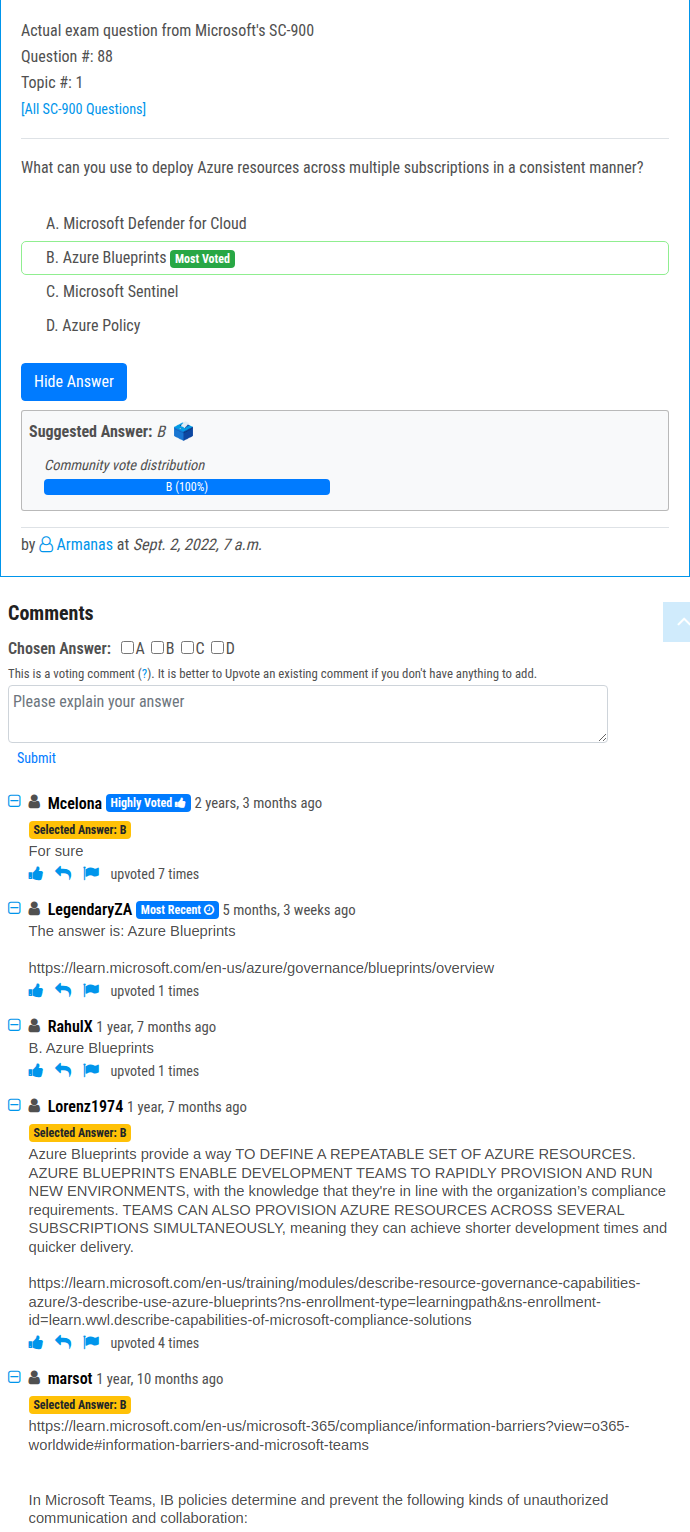 Actual exam question from Microsoft's SC-900
Question #: 88
Topic #: 1
[All SC-900 Questions]
What can you use to deploy Azure resources across multiple subscriptions in a consistent manner?
A. Microsoft Defender for Cloud
B. Azure Blueprints Most Voted
C. Microsoft Sentinel
D. Azure Policy
Hide Answer
Suggested Answer: B
Community vote distribution
B (100%)
by Armanas at Sept. 2, 2022, 7 a.m.
Comments
Chosen Answer: A B C D
This is a voting comment (?). It is better to Upvote an existing comment if you don't have anything to add.
Please explain your answer
Submit
Mcelona Highly Voted 2 years, 3 months ago
Selected Answer: B
For sure
upvoted 7 times
LegendaryZA Most Recent 5 months, 3 weeks ago
The answer is: Azure Blueprints
https://learn.microsoft.com/en-us/azure/governance/blueprints/overview
upvoted 1 times
RahulX 1 year, 7 months ago
B. Azure Blueprints
upvoted 1 times
Lorenz1974 1 year, 7 months ago
Selected Answer: B
Azure Blueprints provide a way TO DEFINE A REPEATABLE SET OF AZURE RESOURCES.
AZURE BLUEPRINTS ENABLE DEVELOPMENT TEAMS TO RAPIDLY PROVISION AND RUN
NEW ENVIRONMENTS, with the knowledge that they're in line with the organization's compliance
requirements. TEAMS CAN ALSO PROVISION AZURE RESOURCES ACROSS SEVERAL
SUBSCRIPTIONS SIMULTANEOUSLY, meaning they can achieve shorter development times and
quicker delivery.
https://learn.microsoft.com/en-us/training/modules/describe-resource-governance-capabilities-
azure/3-describe-use-azure-blueprints?ns-enrollment-type=learningpath&ns-enrollment-
id=learn.wwl.describe-capabilities-of-microsoft-compliance-solutions
upvoted 4 times
marsot 1 year, 10 months ago
Selected Answer: B
https://learn.microsoft.com/en-us/microsoft-365/compliance/information-barriers?view=o365-
worldwide#information-barriers-and-microsoft-teams
In Microsoft Teams, IB policies determine and prevent the following kinds of unauthorized
communication and collaboration: